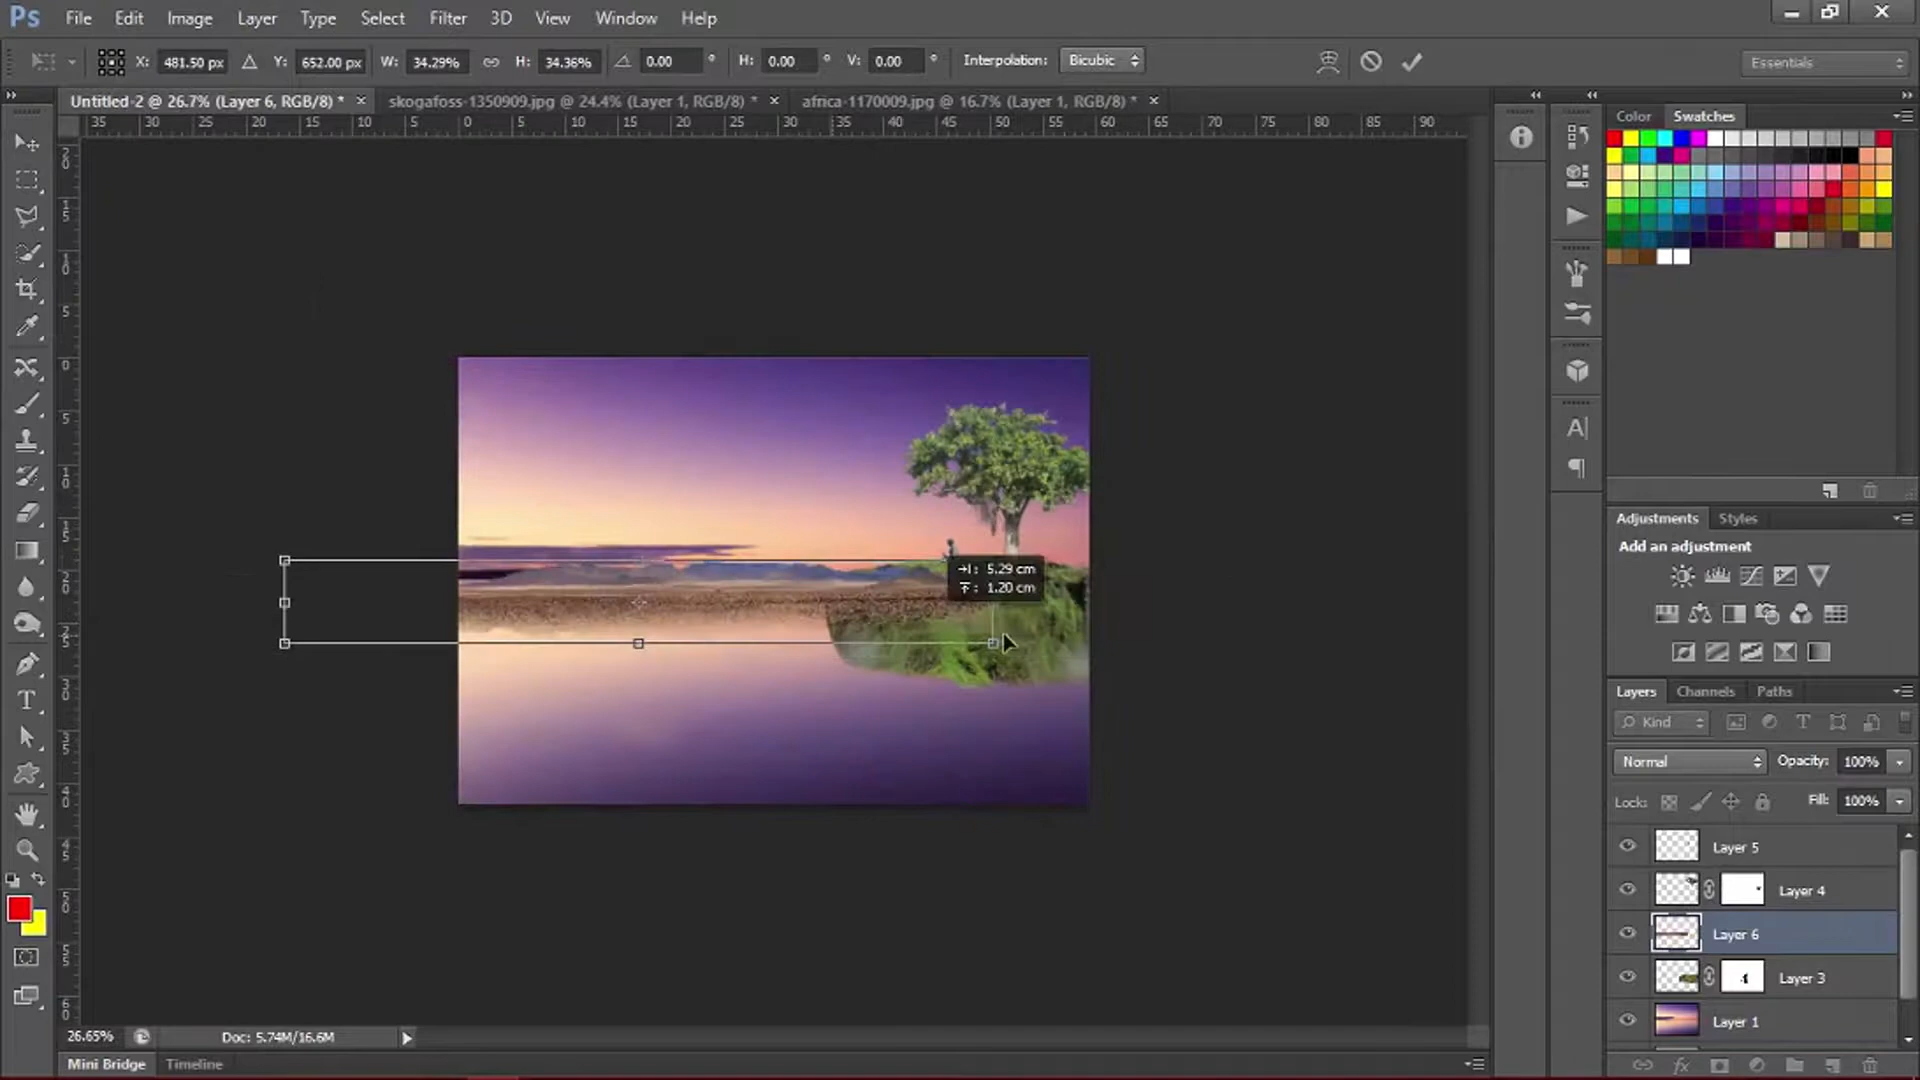 Ps File Edit Image Layer Type Select Filter 3D View Window Help
X: 481.50 px Y: 652.00 px W: 34.29% H: 34.36% 0.00 ° H: 0.00 ° V: 0.00 ° Interpolation: Bicubic Essentials
Untitled-2 @ 26.7% (Layer 6, RGB/8) * × skogafoss-1350909.jpg @ 24.4% (Layer 1, RGB/8) * × africa-1170009.jpg @ 16.7% (Layer 1, RGB/8) * ×
35 30 25 20 15 10 5 0 5 10 15 20 25 30 35 40 45 50 55 60 65 70 75 80 85 90
Color Swatches
Adjustments Styles
Add an adjustment
5.29 cm
1.20 cm
Layers Channels Paths
Kind
Normal Opacity: 100%
Lock: Fill: 100%
Layer 5
Layer 4
Layer 6
Layer 3
Layer 1
26.65% Doc: 5.74M/16.6M
Mini Bridge Timeline